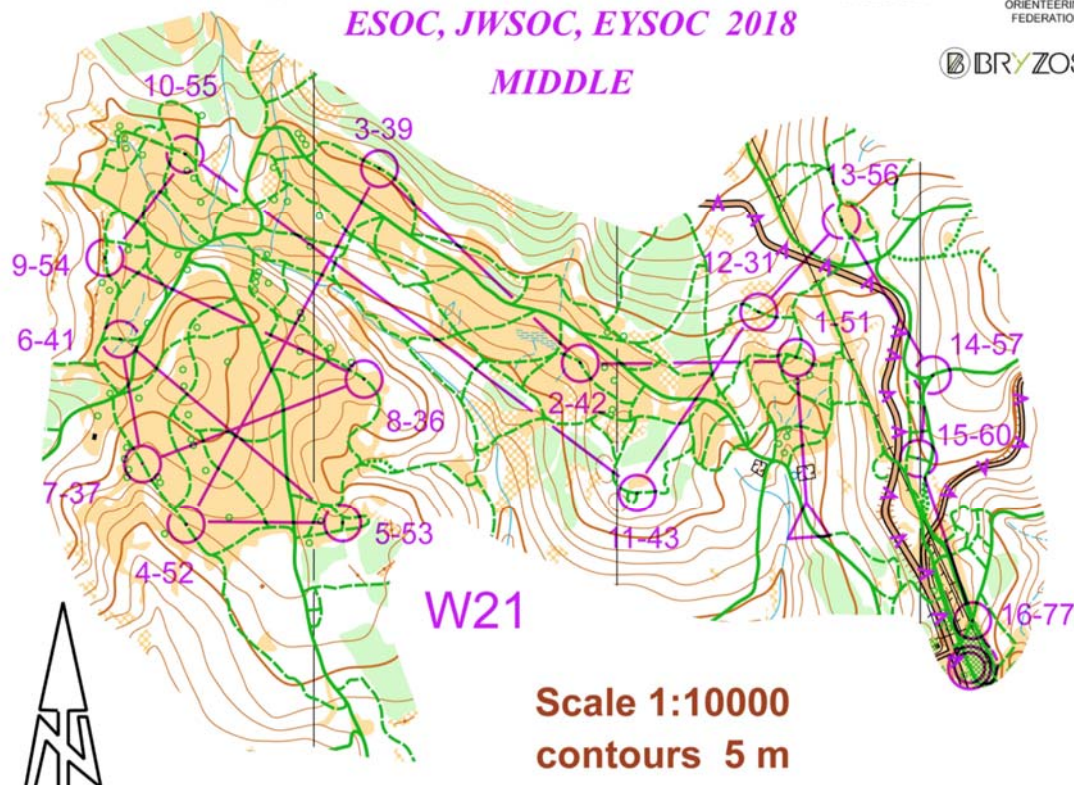 ORIENTEERIN
FEDERATIO
ESOC, JWSOC, EYSOC 2018
BRYZOS
MIDDLE
10-55
3-39
13-56
9-54
12-31
6-41
1-51
14-57
2-42
8-36
15-60
7-37
5-53
11-43
4-52
W21
16-77
Scale 1:10000
contours 5 m